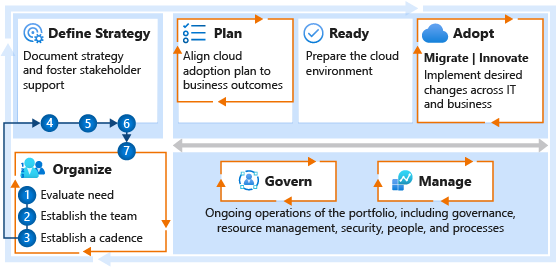 Define Strategy
Document strategy
and foster stakeholder
support
Plan
Align cloud
adoption plan to
business outcomes
Ready
Prepare the cloud
environment
Adopt
Migrate | Innovate
Implement desired
changes across IT
and business
4 5 6
7
Organize
1 Evaluate need
2 Establish the team
3 Establish a cadence
Govern
Manage
Ongoing operations of the portfolio, including governance,
resource management, security, people, and processes